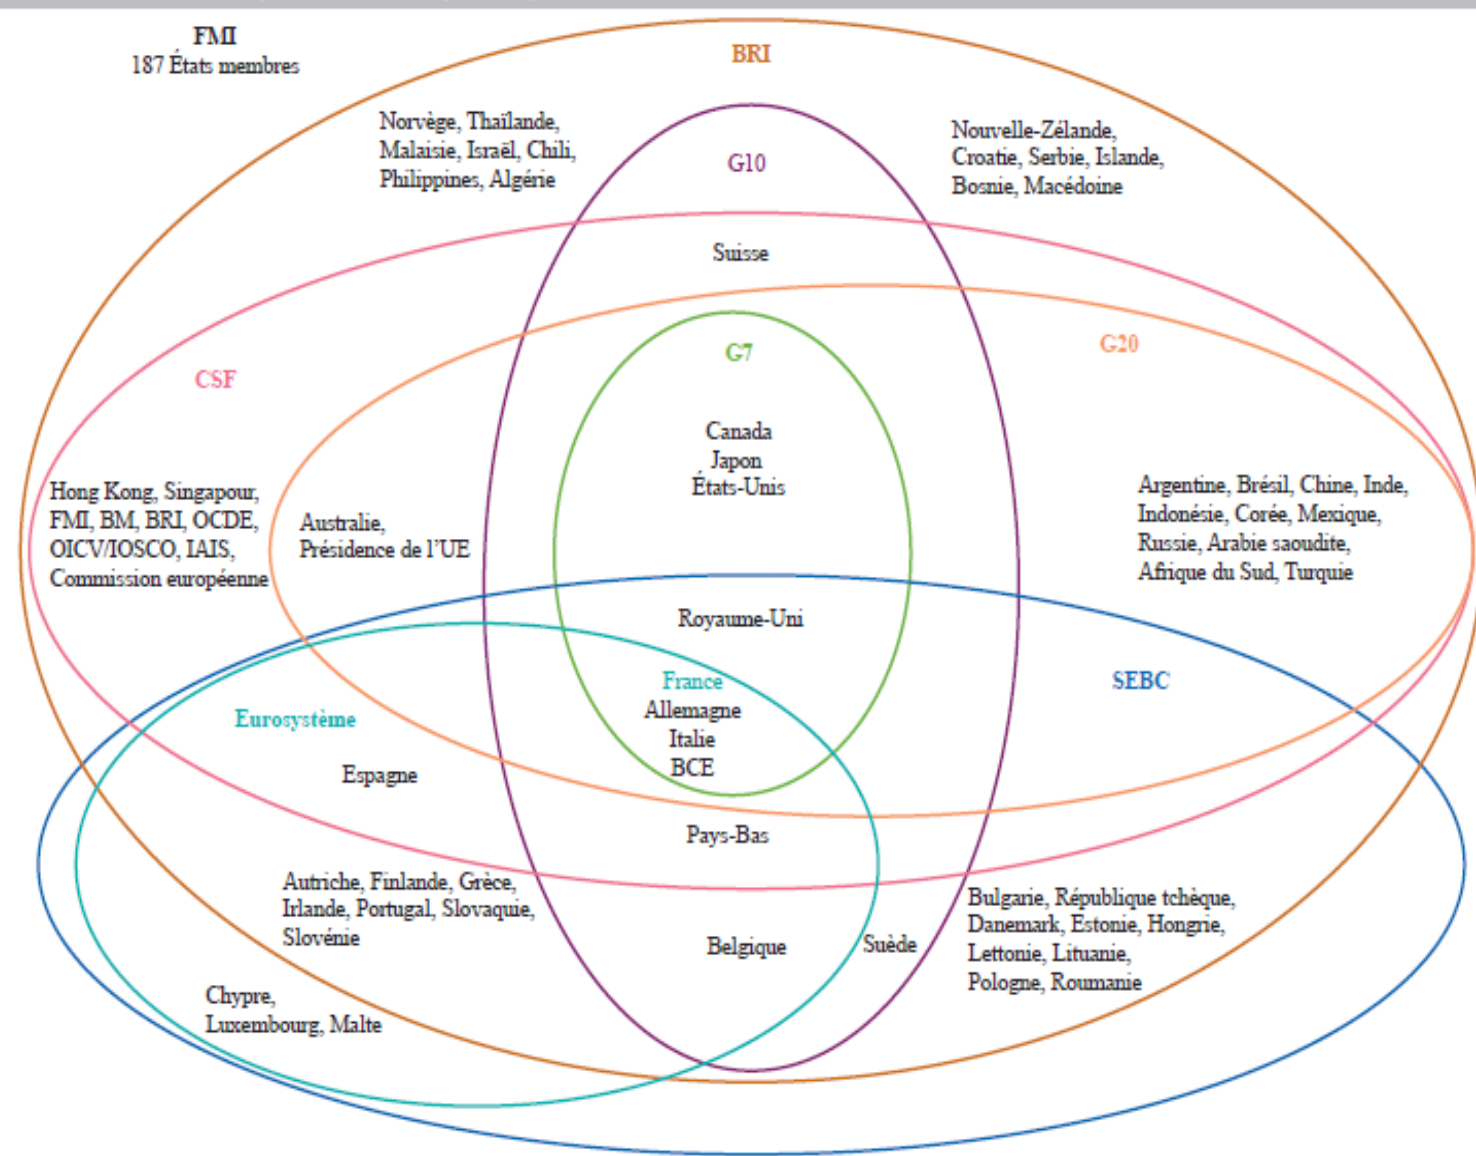 FMI
187 États membres
BRI
Norvège, Thaïlande,
Malaisie, Israël, Chili,
Philippines, Algérie
G10
Nouvelle-Zélande,
Croatie, Serbie, Islande,
Bosnie, Macédoine
Suisse
CSF
G7
G20
Canada
Japon
États-Unis
Hong Kong, Singapour,
FMI, BM, BRI, OCDE,
OICV/IOSCO, IAIS,
Commission européenne
Australie,
Présidence de l'UE
Argentine, Brésil, Chine, Inde,
Indonésie, Corée, Mexique,
Russie, Arabie saoudite,
Afrique du Sud, Turquie
Royaume-Uni
France
Allemagne
Italie
BCE
SEBC
Eurosystème
Espagne
Pays-Bas
Autriche, Finlande, Grèce,
Irlande, Portugal, Slovaquie,
Slovénie
Belgique
Suède
Bulgarie, République tchèque,
Danemark, Estonie, Hongrie,
Lettonie, Lituanie,
Pologne, Roumanie
Chypre,
Luxembourg, Malte